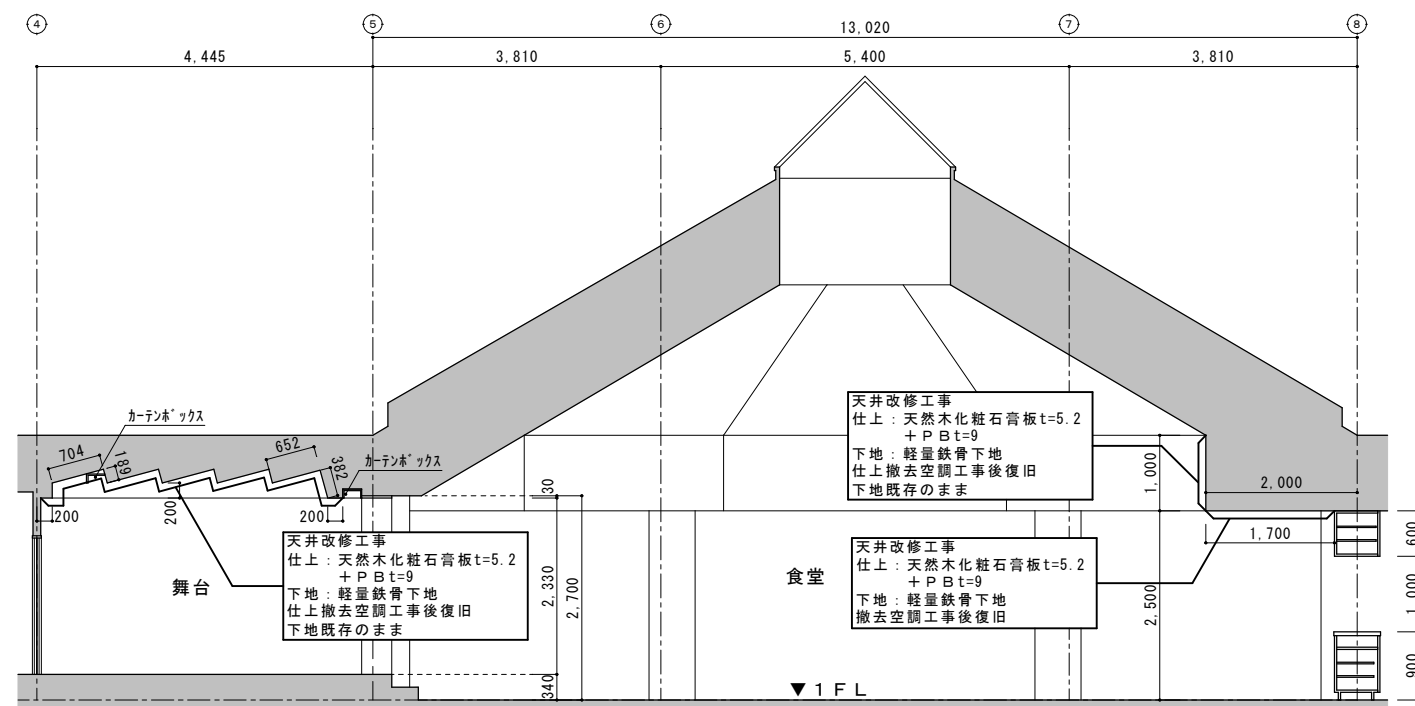 4
5
6
7
8
13,020
4,445
3,810
5,400
3,810
カーテンボックス
704
189
652
382
カーテンボックス
200
200
200
30
2,330
2,700
340
舞台
天井改修工事
仕上：天然木化粧石膏板t=5.2
＋ＰＢt=9
下地：軽量鉄骨下地
仕上撤去空調工事後復旧
下地既存のまま
天井改修工事
仕上：天然木化粧石膏板t=5.2
＋ＰＢt=9
下地：軽量鉄骨下地
仕上撤去空調工事後復旧
下地既存のまま
食堂
天井改修工事
仕上：天然木化粧石膏板t=5.2
＋ＰＢt=9
下地：軽量鉄骨下地
撤去空調工事後復旧
1,000
2,500
2,000
1,700
600
1,000
900
▼１ＦＬ